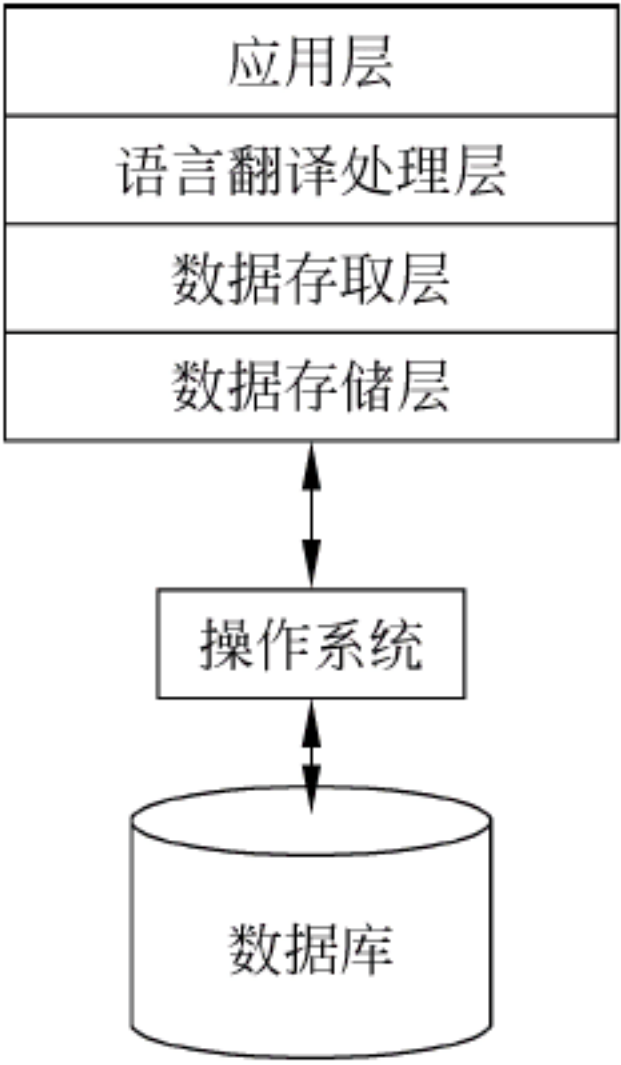 应用层
语言翻译处理层
数据存取层
数据存储层
操作系统
数据库